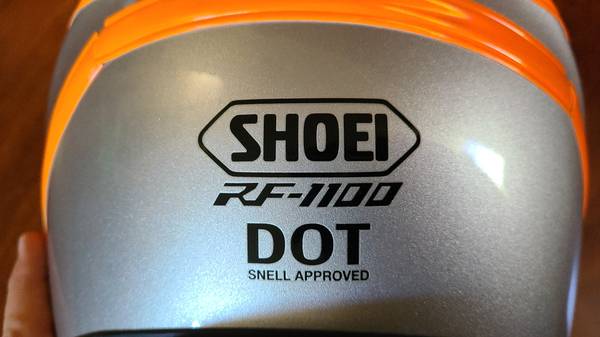 SHOEI
RF-1100
DOT
SNELL APPROVED